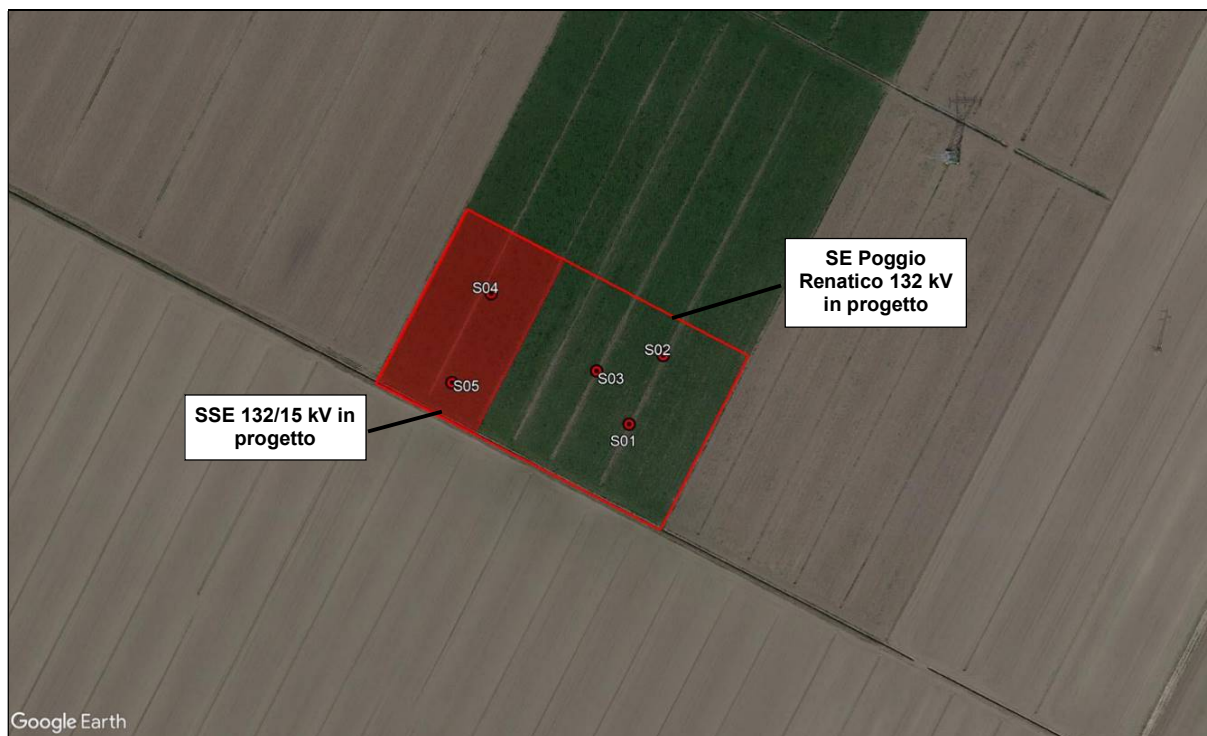 SE Poggio
Renatico 132 kV
in progetto
S04
S02
S03
S05
S01
SSE 132/15 kV in
progetto
Google Earth